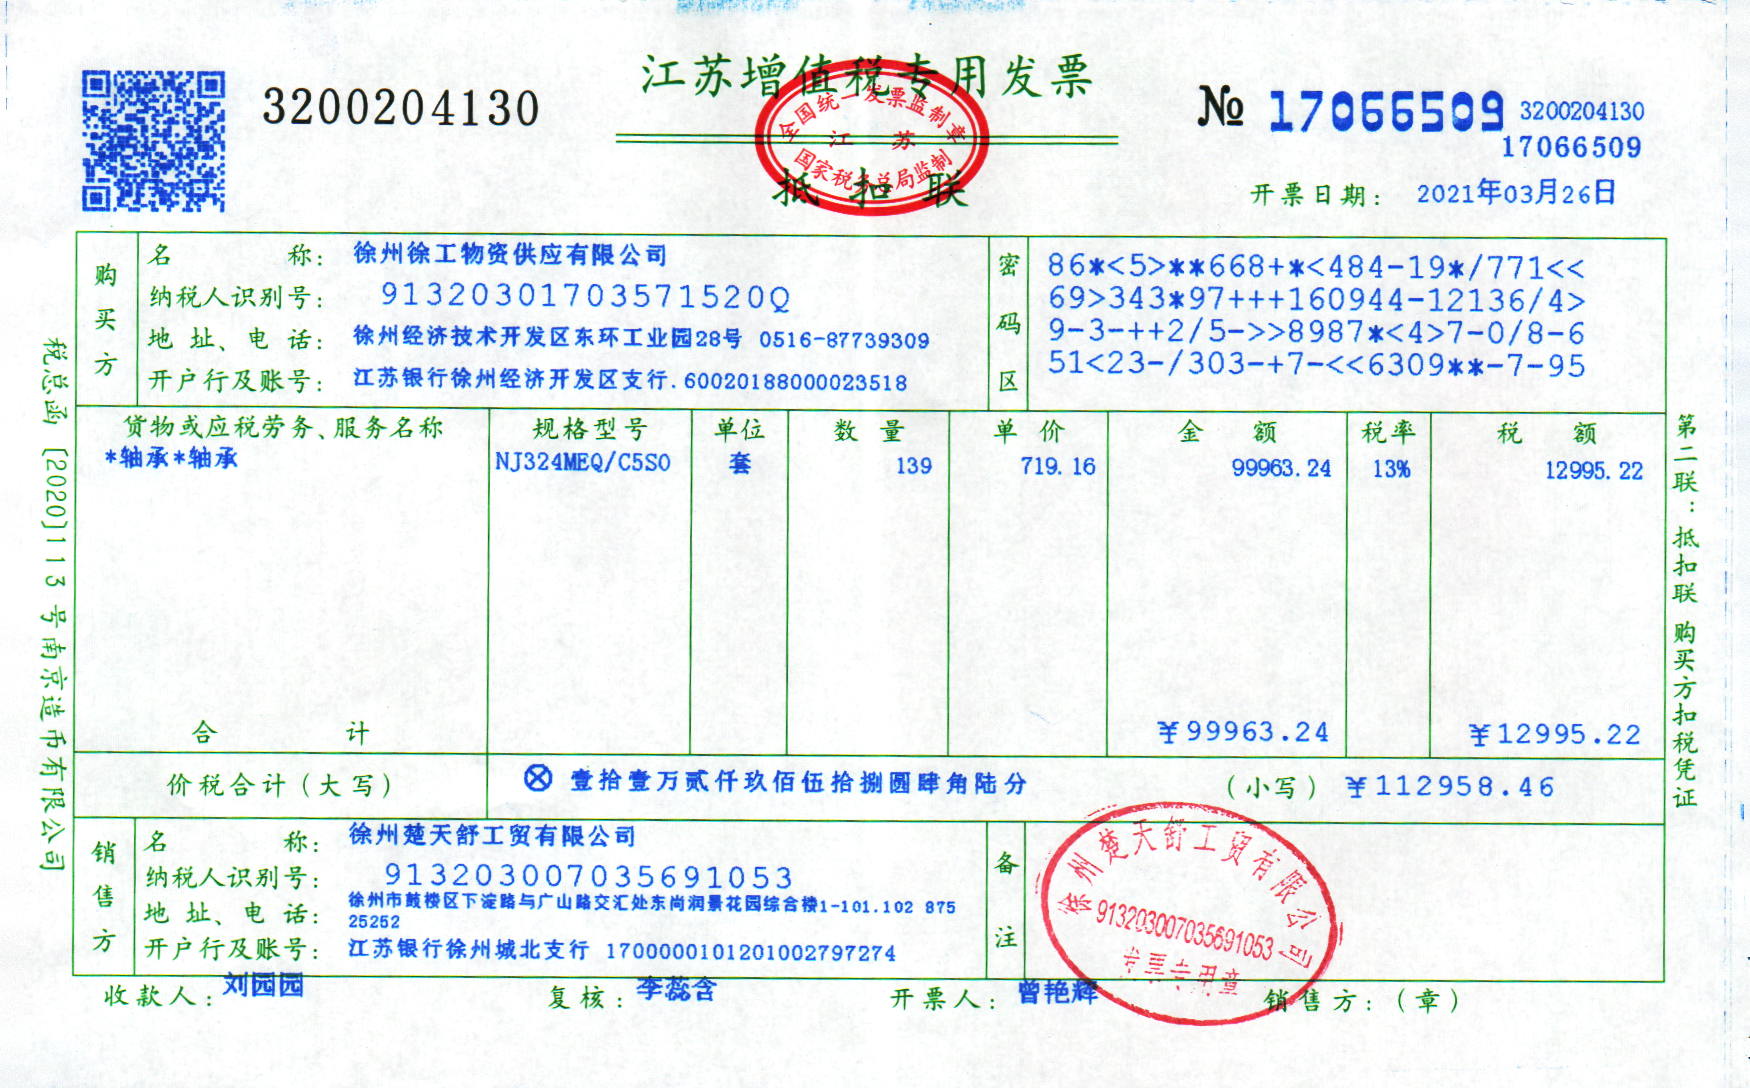 江苏增值税专用发票
3200204130
№ 17066509 3200204130
17066509
全国统一发票监制章
江 苏
国家税务总局监制
抵扣联
开票日期: 2021年03月26日
购买方
名 称: 徐州徐工物资供应有限公司
纳税人识别号: 91320301703571520Q
地 址、电 话: 徐州经济技术开发区东环工业园28号 0516-87739309
开户行及账号: 江苏银行徐州经济开发区支行.60020188000023518
密码区
86*<5>**668+*<484-19*/771<<
69>343*97+++160944-12136/4>
9-3-++2/5->>8987*<4>7-0/8-6
51<23-/303-+7-<<6309**-7-95
货物或应税劳务、服务名称 规格型号 单位 数 量 单 价 金 额 税率 税 额
*轴承*轴承 NJ324MEQ/C5S0 套 139 719.16 99963.24 13% 12995.22
合 计 ¥99963.24 ¥12995.22
价税合计(大写) ⊗ 壹拾壹万贰仟玖佰伍拾捌圆肆角陆分 (小写) ¥112958.46
销售方
名 称: 徐州楚天舒工贸有限公司
纳税人识别号: 913203007035691053
地 址、电 话: 徐州市鼓楼区下淀路与广山路交汇处东尚润景花园综合楼1-101.102 875
25252
开户行及账号: 江苏银行徐州城北支行 1700000101201002797274
备注
徐州楚天舒工贸有限公司
913203007035691053
发票专用章
收款人: 刘园园 复核: 李蕊含 开票人: 曾艳辉 销售方:(章)
税总函[2020]113号南京造币有限公司
第二联:抵扣联 购买方扣税凭证